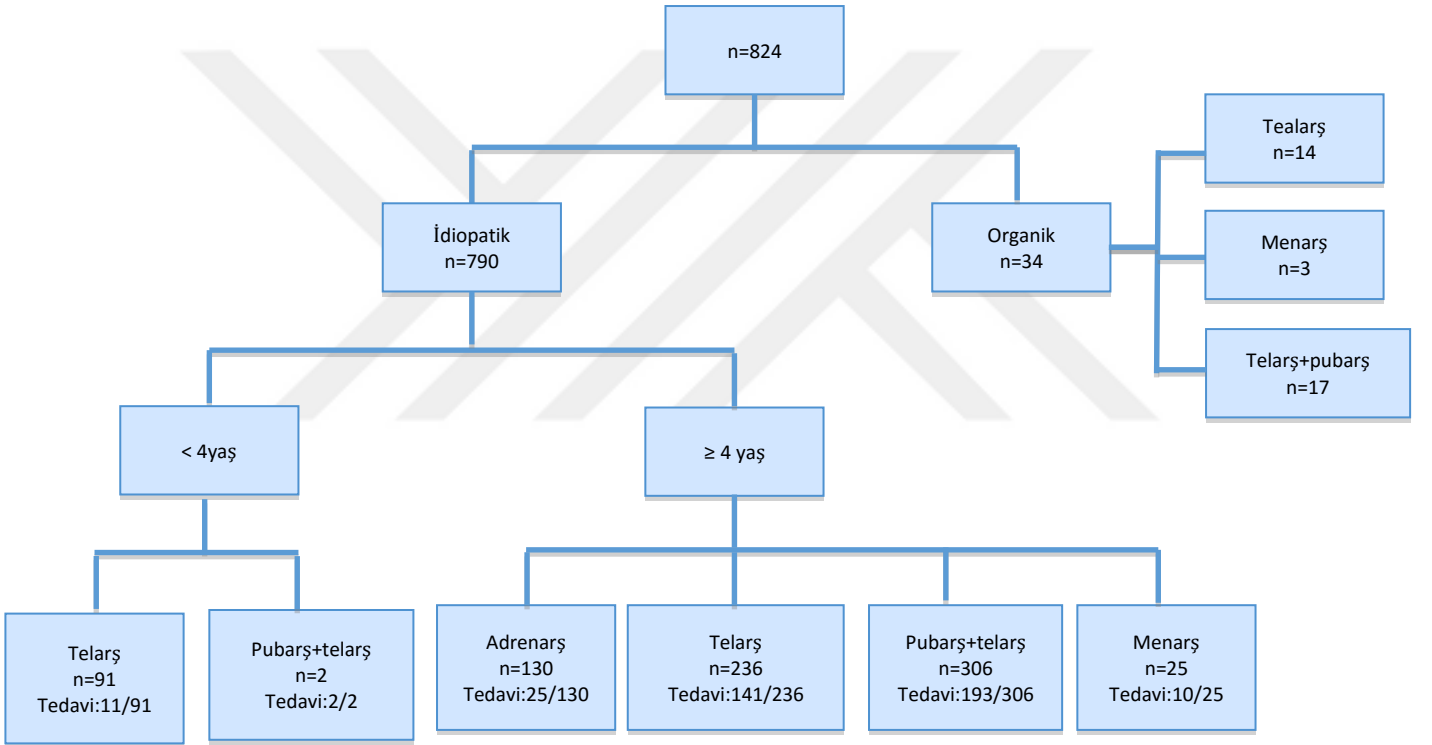 n=824
İdiopatik
n=790
Organik
n=34
Tealarş
n=14
Menarş
n=3
Telarş+pubarş
n=17
< 4yaş
≥ 4 yaş
Telarş
n=91
Tedavi:11/91
Pubarş+telarş
n=2
Tedavi:2/2
Adrenarş
n=130
Tedavi:25/130
Telarş
n=236
Tedavi:141/236
Pubarş+telarş
n=306
Tedavi:193/306
Menarş
n=25
Tedavi:10/25